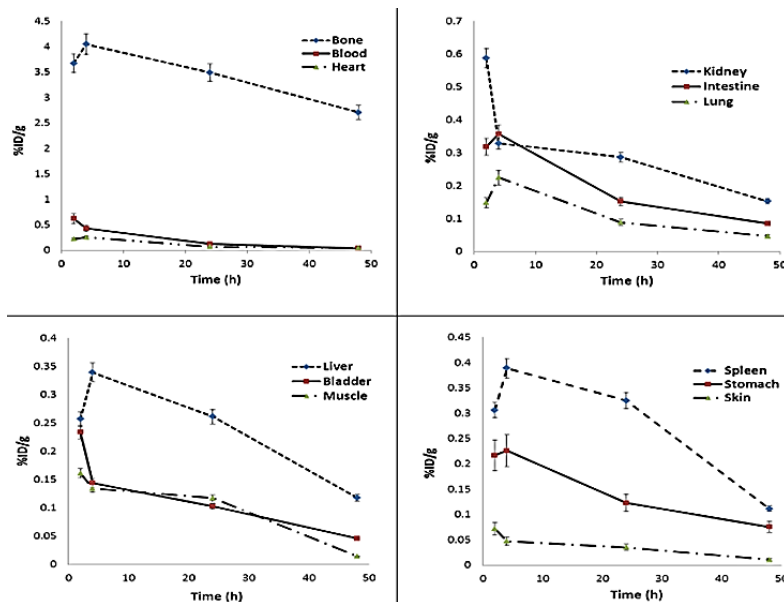 4.5
4
3.5
3
2.5
2
1.5
1
0.5
0
%ID/g
Bone
Blood
Heart
0 10 20 30 40 50
Time (h)
0.7
0.6
0.5
0.4
0.3
0.2
0.1
0
%ID/g
Kidney
Intestine
Lung
0 10 20 30 40 50
Time (h)
0.4
0.35
0.3
0.25
0.2
0.15
0.1
0.05
0
%ID/g
Liver
Bladder
Muscle
0 10 20 30 40 50
Time (h)
0.45
0.4
0.35
0.3
0.25
0.2
0.15
0.1
0.05
0
%ID/g
Spleen
Stomach
Skin
0 10 20 30 40 50
Time (h)